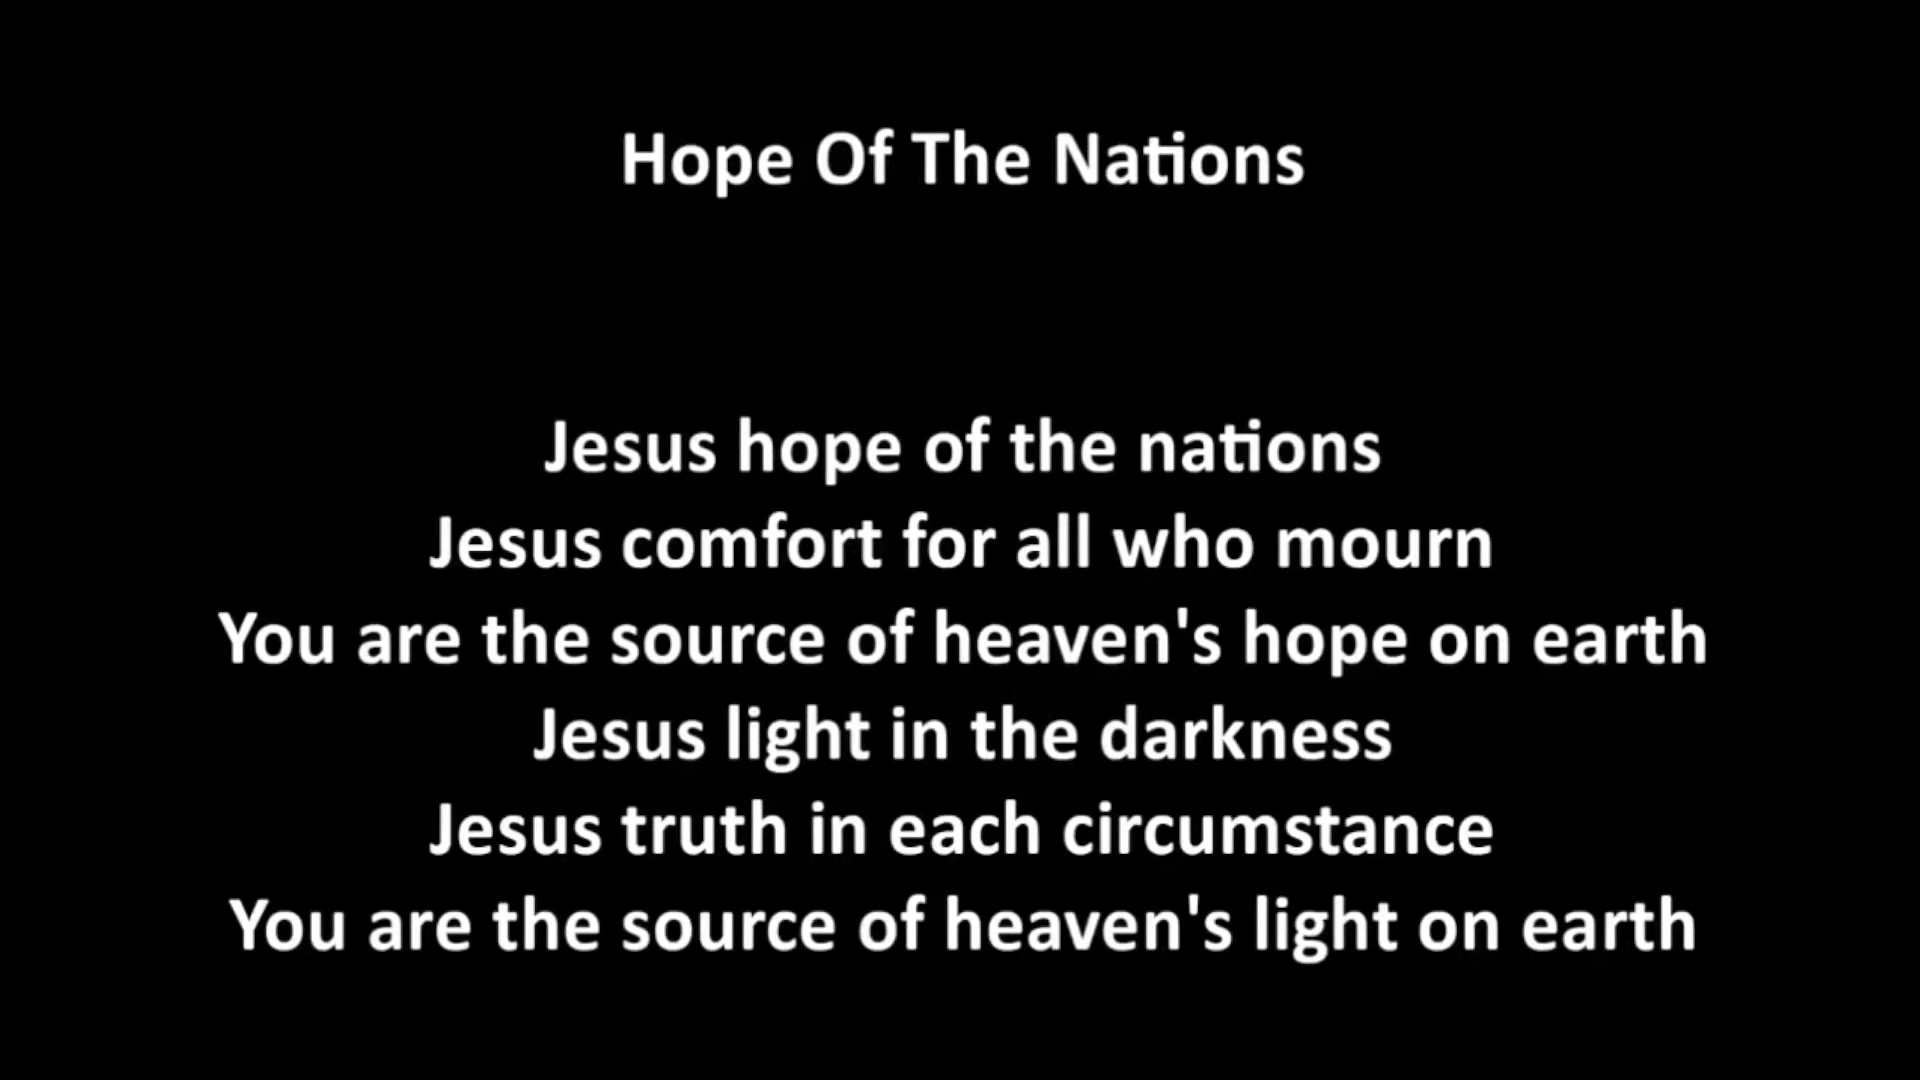 Hope Of The Nations
Jesus hope of the nations
Jesus comfort for all who mourn
You are the source of heaven's hope on earth
Jesus light in the darkness
Jesus truth in each circumstance
You are the source of heaven's light on earth